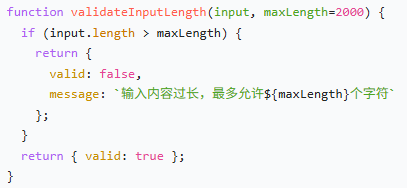 function validateInputLength(input, maxLength=2000) {
  if (input.length > maxLength) {
    return {
      valid: false,
      message: `输入内容过长，最多允许${maxLength}个字符`
    };
  }
  return { valid: true };
}